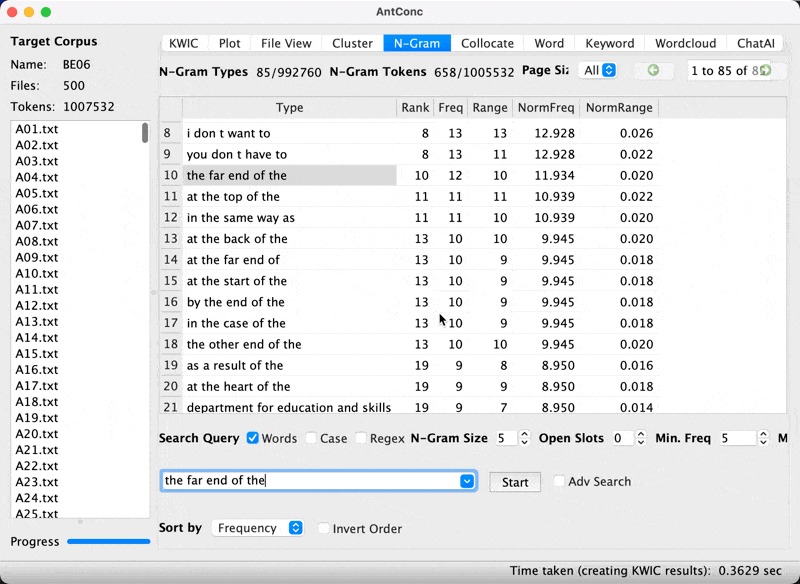 AntConc
Target Corpus
Name: BE06
Files: 500
Tokens: 1007532
A01.txt
A02.txt
A03.txt
A04.txt
A05.txt
A06.txt
A07.txt
A08.txt
A09.txt
A10.txt
A11.txt
A12.txt
A13.txt
A14.txt
A15.txt
A16.txt
A17.txt
A18.txt
A19.txt
A20.txt
A21.txt
A22.txt
A23.txt
A24.txt
A25.txt
Progress
KWIC Plot File View Cluster N-Gram Collocate Word Keyword Wordcloud ChatAI
N-Gram Types 85/992760 N-Gram Tokens 658/1005532 Page Siz All 1 to 85 of 85
Type Rank Freq Range NormFreq NormRange
8 i don t want to 8 13 13 12.928 0.026
9 you don t have to 8 13 11 12.928 0.022
10 the far end of the 10 12 10 11.934 0.020
11 at the top of the 11 11 11 10.939 0.022
12 in the same way as 11 11 10 10.939 0.020
13 at the back of the 13 10 10 9.945 0.020
14 at the far end of 13 10 9 9.945 0.018
15 at the start of the 13 10 9 9.945 0.018
16 by the end of the 13 10 9 9.945 0.018
17 in the case of the 13 10 9 9.945 0.018
18 the other end of the 13 10 10 9.945 0.020
19 as a result of the 19 9 8 8.950 0.016
20 at the heart of the 19 9 9 8.950 0.018
21 department for education and skills 19 9 7 8.950 0.014
Search Query Words Case Regex N-Gram Size 5 Open Slots 0 Min. Freq 5 M
the far end of the Start Adv Search
Sort by Frequency Invert Order
Time taken (creating KWIC results): 0.3629 sec